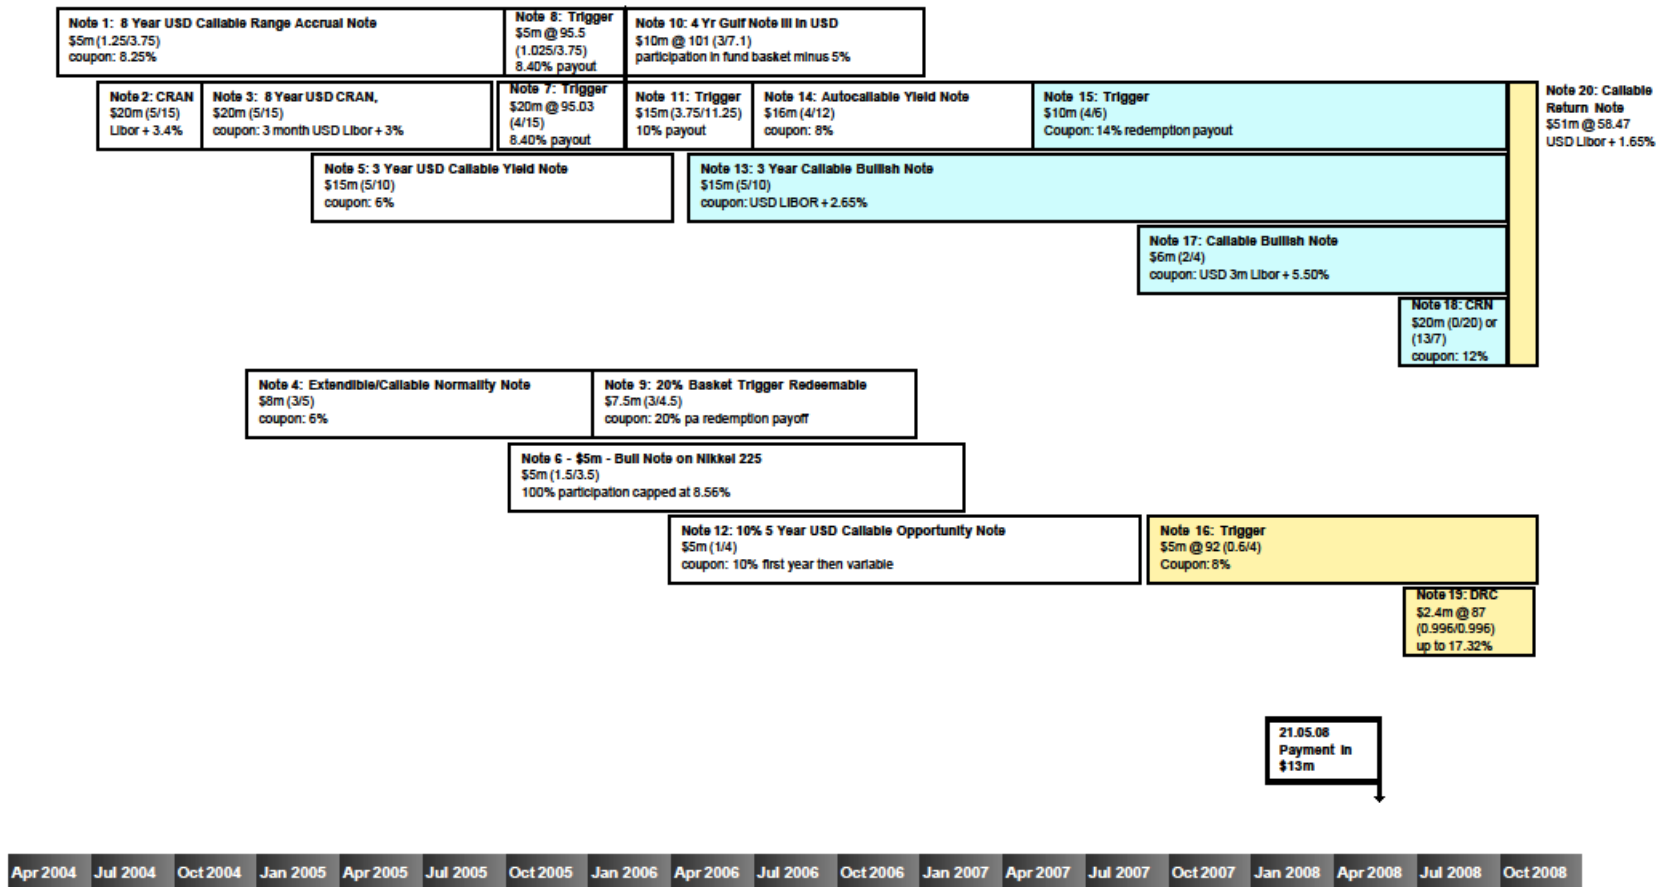 Note 1: 8 Year USD Callable Range Accrual Note
$5m (1.25/3.75)
coupon: 8.25%
Note 8: Trigger
$5m @ 95.5
(1.025/3.75)
8.40% payout
Note 10: 4 Yr Gulf Note III in USD
$10m @ 101 (3/7.1)
participation in fund basket minus 5%
Note 2: CRAN
$20m (5/15)
Libor + 3.4%
Note 3: 8 Year USD CRAN,
$20m (5/15)
coupon: 3 month USD Libor + 3%
Note 7: Trigger
$20m @ 95.03
(4/15)
8.40% payout
Note 11: Trigger
$15m (3.75/11.25)
10% payout
Note 14: Autocallable Yield Note
$16m (4/12)
coupon: 8%
Note 15: Trigger
$10m (4/6)
Coupon: 14% redemption payout
Note 20: Callable
Return Note
$51m @ 58.47
USD Libor + 1.65%
Note 5: 3 Year USD Callable Yield Note
$15m (5/10)
coupon: 6%
Note 13: 3 Year Callable Bullish Note
$15m (5/10)
coupon: USD LIBOR + 2.65%
Note 17: Callable Bullish Note
$6m (2/4)
coupon: USD 3m Libor + 5.50%
Note 18: CRN
$20m (0/20) or
(13/7)
coupon: 12%
Note 4: Extendible/Callable Normality Note
$8m (3/5)
coupon: 6%
Note 9: 20% Basket Trigger Redeemable
$7.5m (3/4.5)
coupon: 20% pa redemption payoff
Note 6 - $5m - Bull Note on Nikkei 225
$5m (1.5/3.5)
100% participation capped at 8.56%
Note 12: 10% 5 Year USD Callable Opportunity Note
$5m (1/4)
coupon: 10% first year then variable
Note 16: Trigger
$5m @ 92 (0.6/4)
Coupon: 8%
Note 19: DRC
$2.4m @ 87
(0.996/0.996)
up to 17.32%
21.05.08
Payment in
$13m
Apr 2004 Jul 2004 Oct 2004 Jan 2005 Apr 2005 Jul 2005 Oct 2005 Jan 2006 Apr 2006 Jul 2006 Oct 2006 Jan 2007 Apr 2007 Jul 2007 Oct 2007 Jan 2008 Apr 2008 Jul 2008 Oct 2008